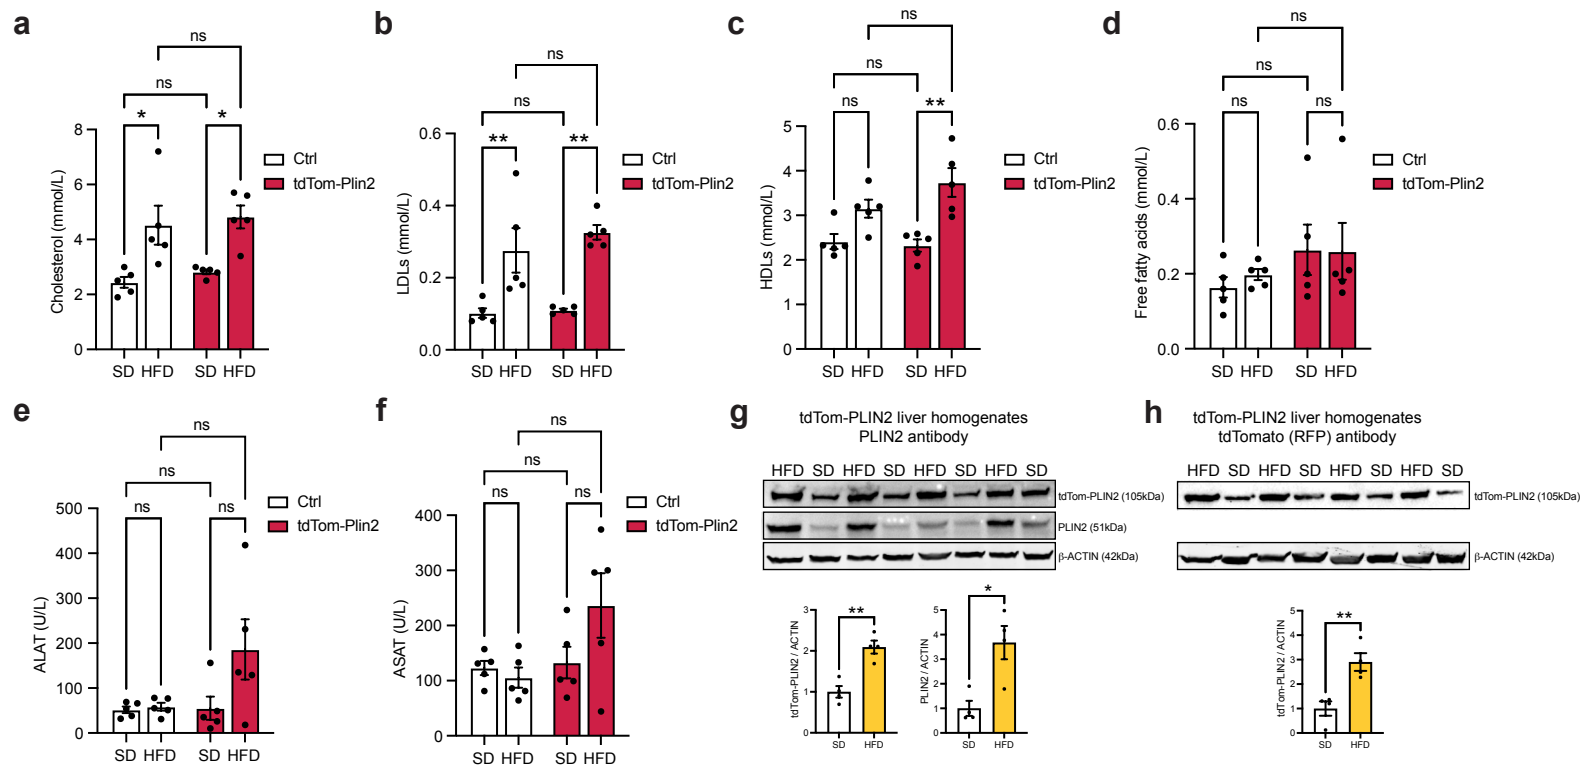 a
ns
ns
*
*
8
6
4
2
0
Cholesterol (mmol/L)
SD HFD SD HFD
Ctrl
tdTom-Plin2
b
ns
ns
**
**
0.6
0.4
0.2
0.0
LDLs (mmol/L)
SD HFD SD HFD
Ctrl
tdTom-Plin2
c
ns
ns
ns
**
5
4
3
2
1
0
HDLs (mmol/L)
SD HFD SD HFD
Ctrl
tdTom-Plin2
d
ns
ns
ns
ns
0.6
0.4
0.2
0.0
Free fatty acids (mmol/L)
SD HFD SD HFD
Ctrl
tdTom-Plin2
e
ns
ns
ns
ns
500
400
300
200
100
0
ALAT (U/L)
SD HFD SD HFD
Ctrl
tdTom-Plin2
f
ns
ns
ns
ns
400
300
200
100
0
ASAT (U/L)
SD HFD SD HFD
Ctrl
tdTom-Plin2
g
tdTom-PLIN2 liver homogenates
PLIN2 antibody
HFD SD HFD SD HFD SD HFD SD
tdTom-PLIN2 (105kDa)
PLIN2 (51kDa)
β-ACTIN (42kDa)
**
3
2
1
0
tdTom-PLIN2 / ACTIN
SD HFD
*
5
4
3
2
1
0
PLIN2 / ACTIN
SD HFD
h
tdTom-PLIN2 liver homogenates
tdTomato (RFP) antibody
HFD SD HFD SD HFD SD HFD SD
tdTom-PLIN2 (105kDa)
β-ACTIN (42kDa)
**
5
4
3
2
1
0
tdTom-PLIN2 / ACTIN
SD HFD